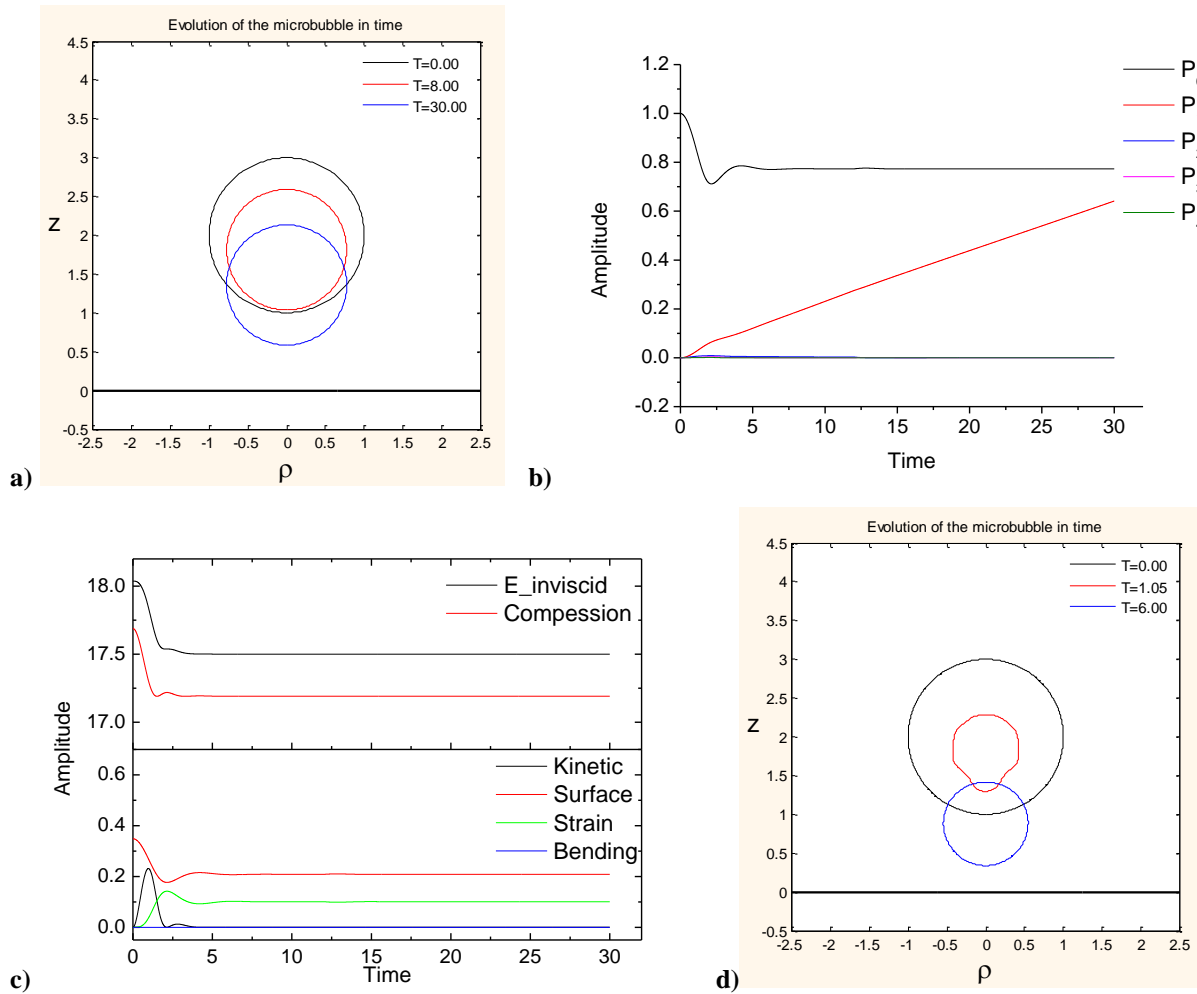 Evolution of the microbubble in time
4.5
4
3.5
3
2.5
2
1.5
1
0.5
0
-0.5
z
T=0.00
T=8.00
T=30.00
-2.5 -2 -1.5 -1 -0.5 0 0.5 1 1.5 2 2.5
ρ
a)
1.2
1.0
0.8
0.6
0.4
0.2
0.0
-0.2
Amplitude
P
P
P
P
P
0 5 10 15 20 25 30
Time
b)
18.0
17.5
17.0
E_inviscid
Compession
Amplitude
0.6
0.4
0.2
0.0
Kinetic
Surface
Strain
Bending
0 5 10 15 20 25 30
Time
c)
Evolution of the microbubble in time
4.5
4
3.5
3
2.5
2
1.5
1
0.5
0
-0.5
z
T=0.00
T=1.05
T=6.00
-2.5 -2 -1.5 -1 -0.5 0 0.5 1 1.5 2 2.5
ρ
d)